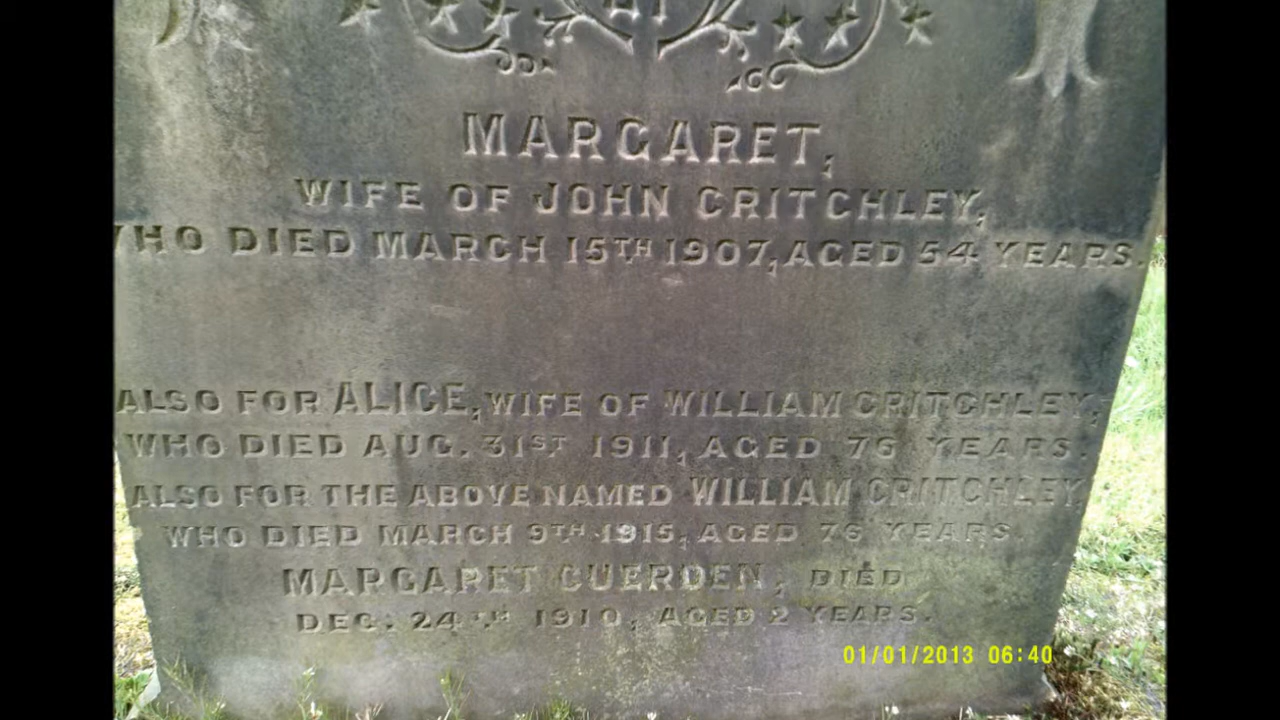 MARGARET,
WIFE OF JOHN CRITCHLEY,
WHO DIED MARCH 15TH 1907, AGED 54 YEARS.
ALSO FOR ALICE, WIFE OF WILLIAM CRITCHLEY,
WHO DIED AUG. 31ST 1911, AGED 76 YEARS.
ALSO FOR THE ABOVE NAMED WILLIAM CRITCHLEY
WHO DIED MARCH 9TH 1915, AGED 76 YEARS.
MARGARET CUERDEN, DIED
DEC. 24TH 1910, AGED 2 YEARS.
01/01/2013 06:40